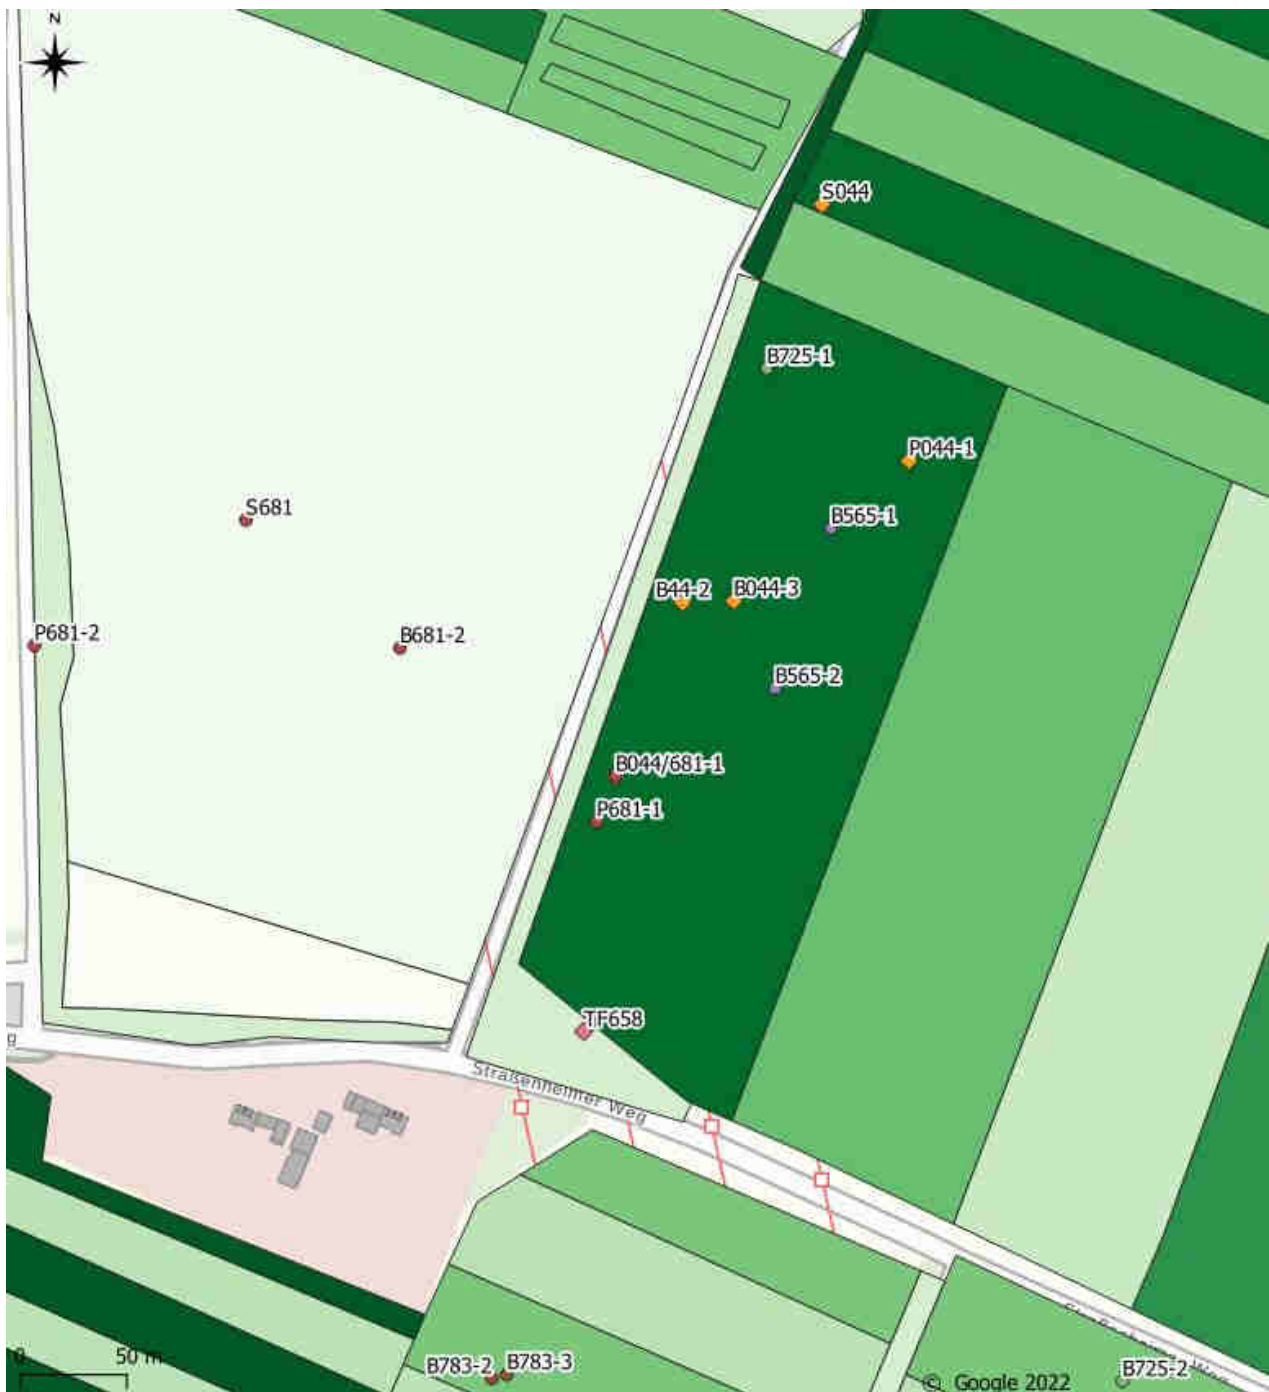 N
S044
B725-1
P044-1
S681
B565-1
B44-2
B044-3
P681-2
B681-2
B565-2
B044/681-1
P681-1
TF658
g
Straßenheimer Weg
0
50 m
B783-2
B783-3
B725-2
© Google 2022